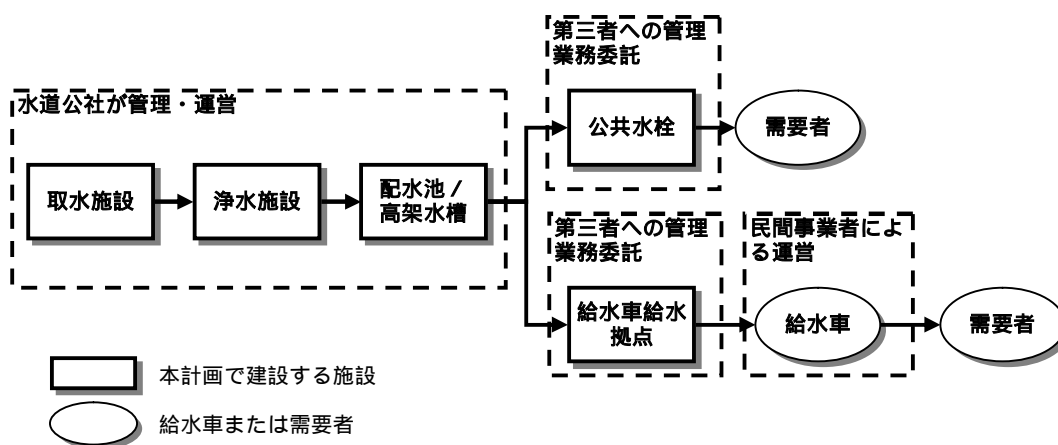 第三者への管理
業務委託
水道公社が管理・運営
公共水栓
需要者
取水施設
浄水施設
配水池 /
高架水槽
第三者への管理
業務委託
民間事業者によ
る運営
給水車給水
拠点
給水車
需要者
本計画で建設する施設
給水車または需要者